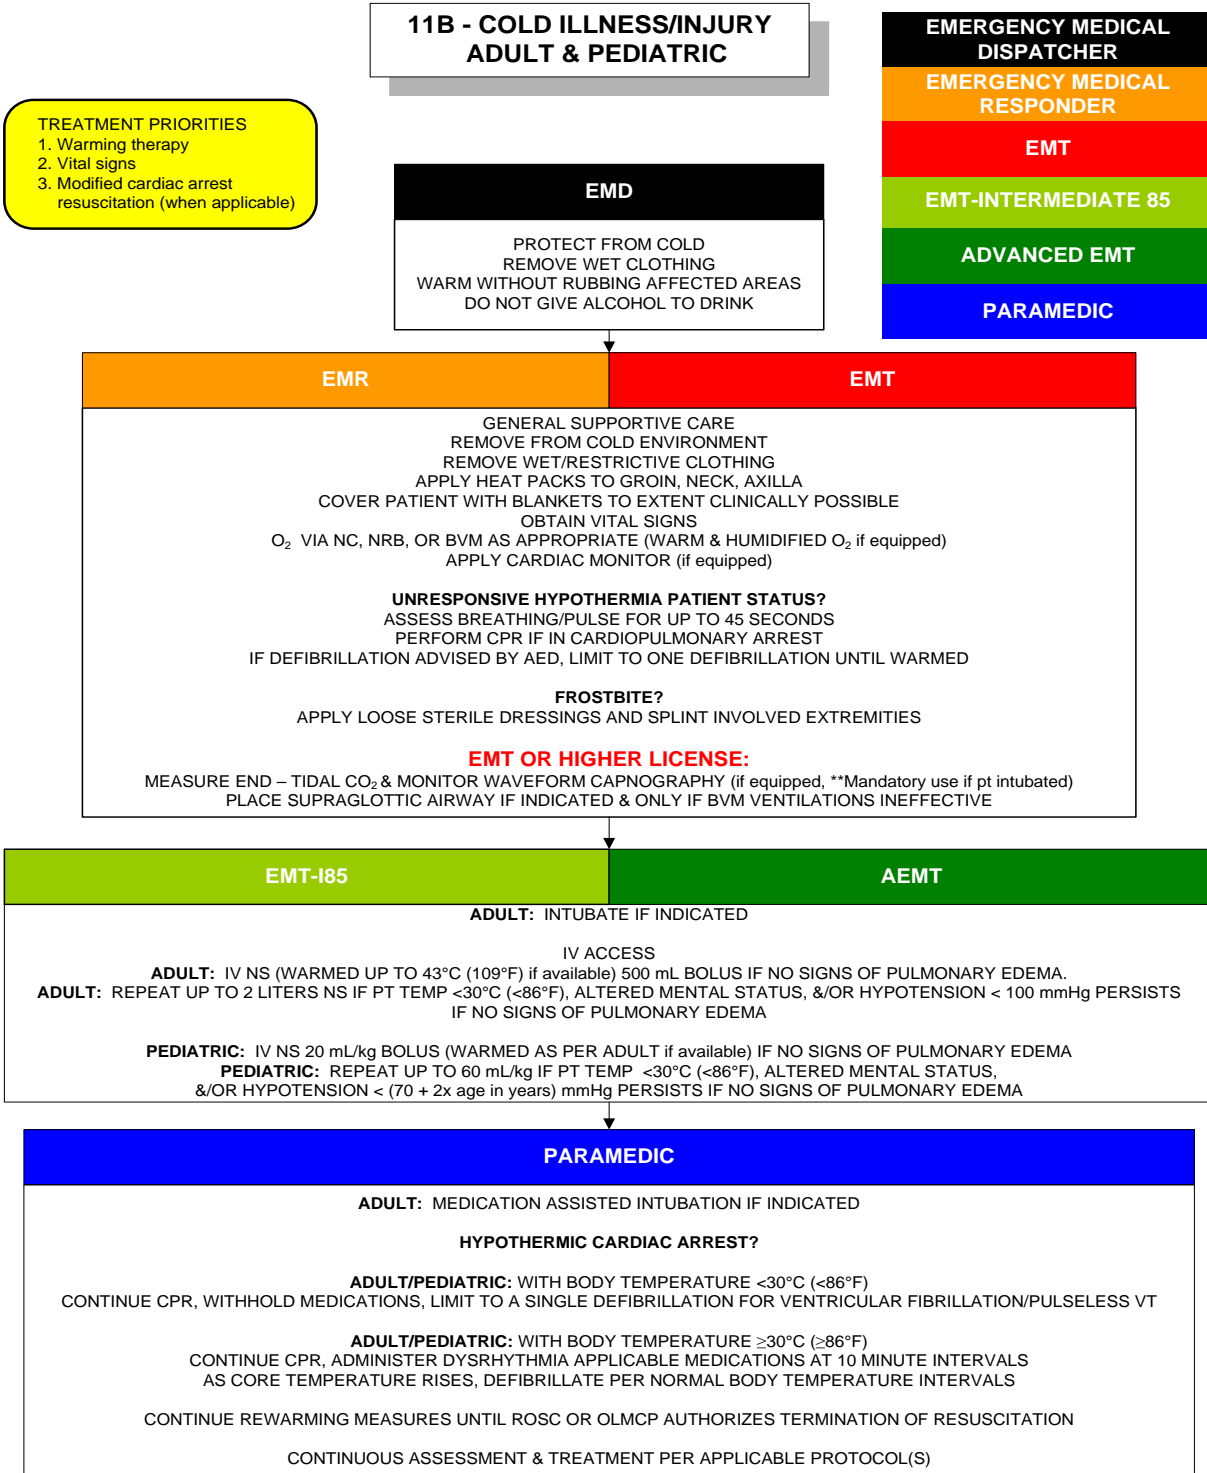 11B - COLD ILLNESS/INJURY
ADULT & PEDIATRIC
EMERGENCY MEDICAL
DISPATCHER
EMERGENCY MEDICAL
RESPONDER
EMT
EMT-INTERMEDIATE 85
ADVANCED EMT
PARAMEDIC
TREATMENT PRIORITIES
1. Warming therapy
2. Vital signs
3. Modified cardiac arrest
resuscitation (when applicable)
EMD
PROTECT FROM COLD
REMOVE WET CLOTHING
WARM WITHOUT RUBBING AFFECTED AREAS
DO NOT GIVE ALCOHOL TO DRINK
EMR
EMT
GENERAL SUPPORTIVE CARE
REMOVE FROM COLD ENVIRONMENT
REMOVE WET/RESTRICTIVE CLOTHING
APPLY HEAT PACKS TO GROIN, NECK, AXILLA
COVER PATIENT WITH BLANKETS TO EXTENT CLINICALLY POSSIBLE
OBTAIN VITAL SIGNS
O₂ VIA NC, NRB, OR BVM AS APPROPRIATE (WARM & HUMIDIFIED O₂ if equipped)
APPLY CARDIAC MONITOR (if equipped)
UNRESPONSIVE HYPOTHERMIA PATIENT STATUS?
ASSESS BREATHING/PULSE FOR UP TO 45 SECONDS
PERFORM CPR IF IN CARDIOPULMONARY ARREST
IF DEFIBRILLATION ADVISED BY AED, LIMIT TO ONE DEFIBRILLATION UNTIL WARMED
FROSTBITE?
APPLY LOOSE STERILE DRESSINGS AND SPLINT INVOLVED EXTREMITIES
EMT OR HIGHER LICENSE:
MEASURE END – TIDAL CO₂ & MONITOR WAVEFORM CAPNOGRAPHY (if equipped, **Mandatory use if pt intubated)
PLACE SUPRAGLOTTIC AIRWAY IF INDICATED & ONLY IF BVM VENTILATIONS INEFFECTIVE
EMT-I85
AEMT
ADULT: INTUBATE IF INDICATED
IV ACCESS
ADULT: IV NS (WARMED UP TO 43°C (109°F) if available) 500 mL BOLUS IF NO SIGNS OF PULMONARY EDEMA.
ADULT: REPEAT UP TO 2 LITERS NS IF PT TEMP <30°C (<86°F), ALTERED MENTAL STATUS, &/OR HYPOTENSION < 100 mmHg PERSISTS
IF NO SIGNS OF PULMONARY EDEMA
PEDIATRIC: IV NS 20 mL/kg BOLUS (WARMED AS PER ADULT if available) IF NO SIGNS OF PULMONARY EDEMA
PEDIATRIC: REPEAT UP TO 60 mL/kg IF PT TEMP <30°C (<86°F), ALTERED MENTAL STATUS,
&/OR HYPOTENSION < (70 + 2x age in years) mmHg PERSISTS IF NO SIGNS OF PULMONARY EDEMA
PARAMEDIC
ADULT: MEDICATION ASSISTED INTUBATION IF INDICATED
HYPOTHERMIC CARDIAC ARREST?
ADULT/PEDIATRIC: WITH BODY TEMPERATURE <30°C (<86°F)
CONTINUE CPR, WITHHOLD MEDICATIONS, LIMIT TO A SINGLE DEFIBRILLATION FOR VENTRICULAR FIBRILLATION/PULSELESS VT
ADULT/PEDIATRIC: WITH BODY TEMPERATURE ≥30°C (≥86°F)
CONTINUE CPR, ADMINISTER DYSRHYTHMIA APPLICABLE MEDICATIONS AT 10 MINUTE INTERVALS
AS CORE TEMPERATURE RISES, DEFIBRILLATE PER NORMAL BODY TEMPERATURE INTERVALS
CONTINUE REWARMING MEASURES UNTIL ROSC OR OLMCP AUTHORIZES TERMINATION OF RESUSCITATION
CONTINUOUS ASSESSMENT & TREATMENT PER APPLICABLE PROTOCOL(S)